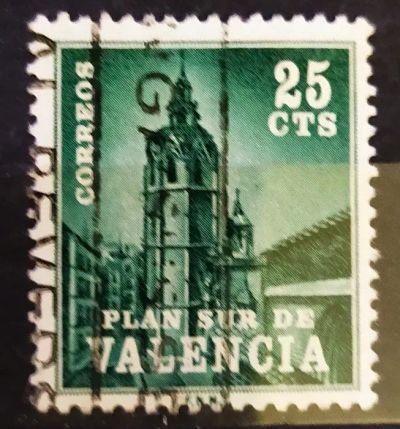 CORREOS
25
CTS
PLAN SUR DE
VALENCIA